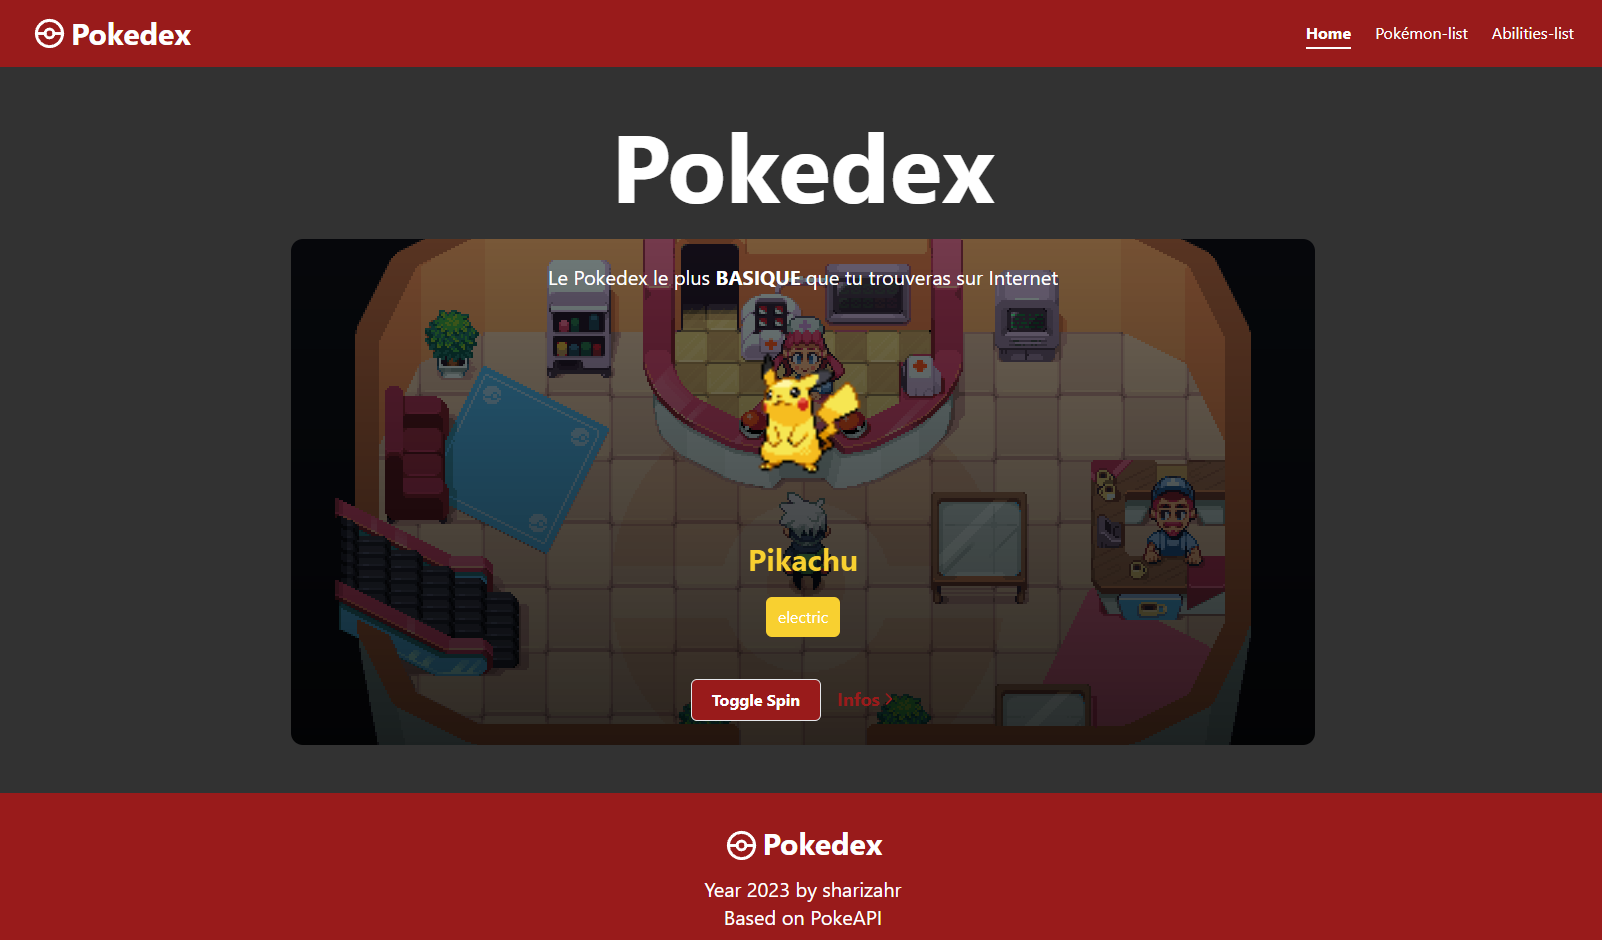 Pokedex
Home Pokémon-list Abilities-list
Pokedex
Le Pokedex le plus BASIQUE que tu trouveras sur Internet
Pikachu
electric
Toggle Spin Infos >
Pokedex
Year 2023 by sharizahr
Based on PokeAPI